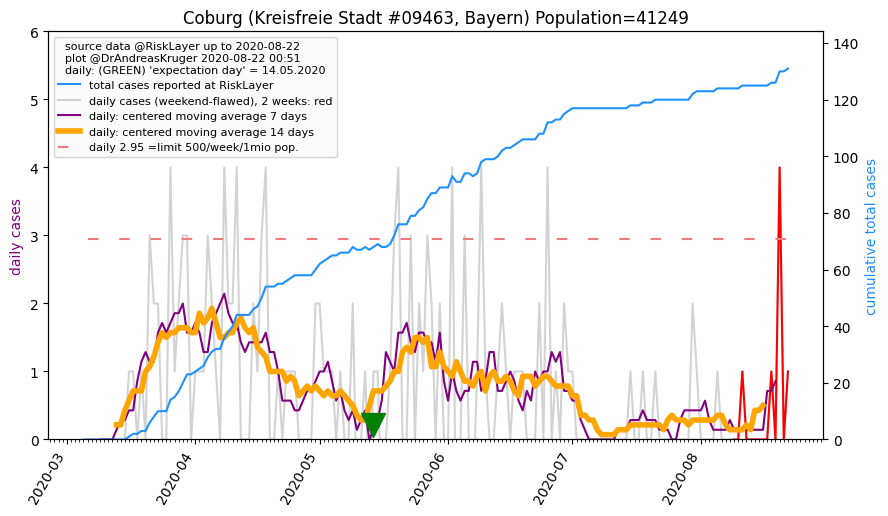 Coburg (Kreisfreie Stadt #09463, Bayern) Population=41249
source data @RiskLayer up to 2020-08-22
plot @DrAndreasKruger 2020-08-22 00:51
daily: (GREEN) 'expectation day' = 14.05.2020
total cases reported at RiskLayer
daily cases (weekend-flawed), 2 weeks: red
daily: centered moving average 7 days
daily: centered moving average 14 days
daily 2.95 =limit 500/week/1mio pop.
daily cases
6
5
4
3
2
1
0
cumulative total cases
140
120
100
80
60
40
20
0
2020-03
2020-04
2020-05
2020-06
2020-07
2020-08